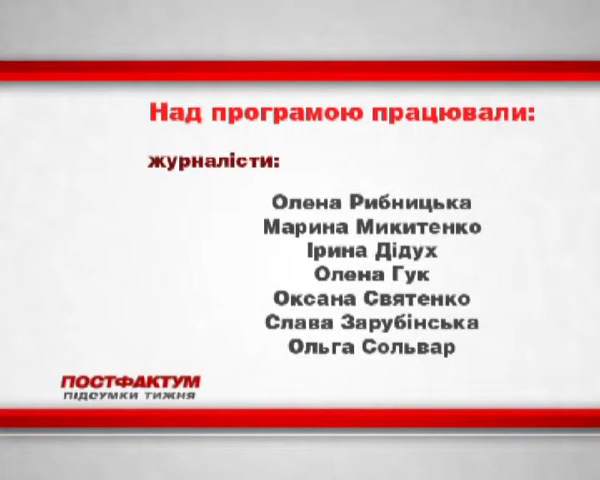 Над програмою працювали:
журналісти:
Олена Рибницька
Марина Микитенко
Ірина Дідух
Олена Гук
Оксана Святенко
Слава Зарубінська
Ольга Сольвар
ПОСТФАКТУМ
ПІДСУМКИ ТИЖНЯ